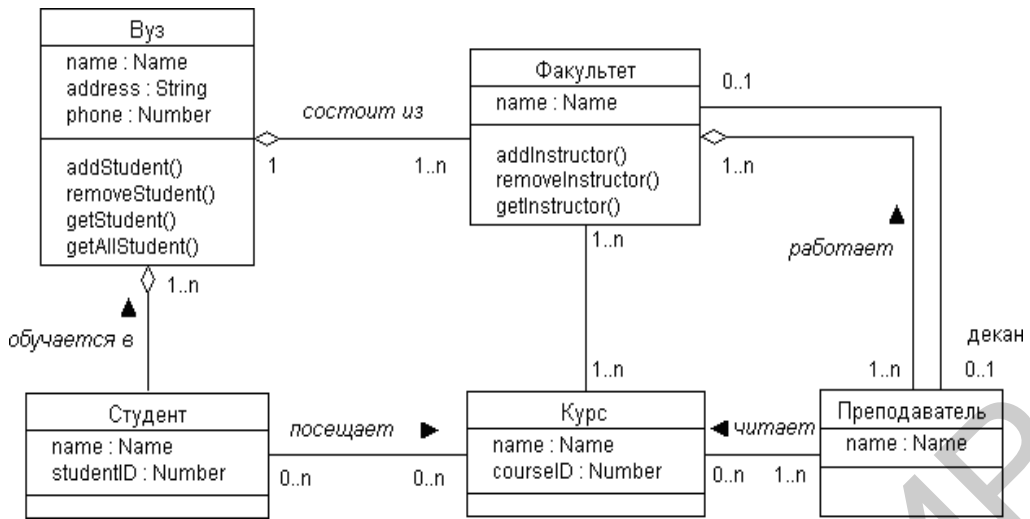 Вуз
name : Name
address : String
phone : Number
addStudent()
removeStudent()
getStudent()
getAllStudent()
состоит из
1
1..n
Факультет
name : Name
addInstructor()
removeInstructor()
getInstructor()
0..1
1..n
1..n
работает
1..n
обучается в
декан
1..n
1..n
0..1
Студент
name : Name
studentID : Number
посещает
0..n
0..n
Курс
name : Name
courseID : Number
читает
0..n
1..n
Преподаватель
name : Name